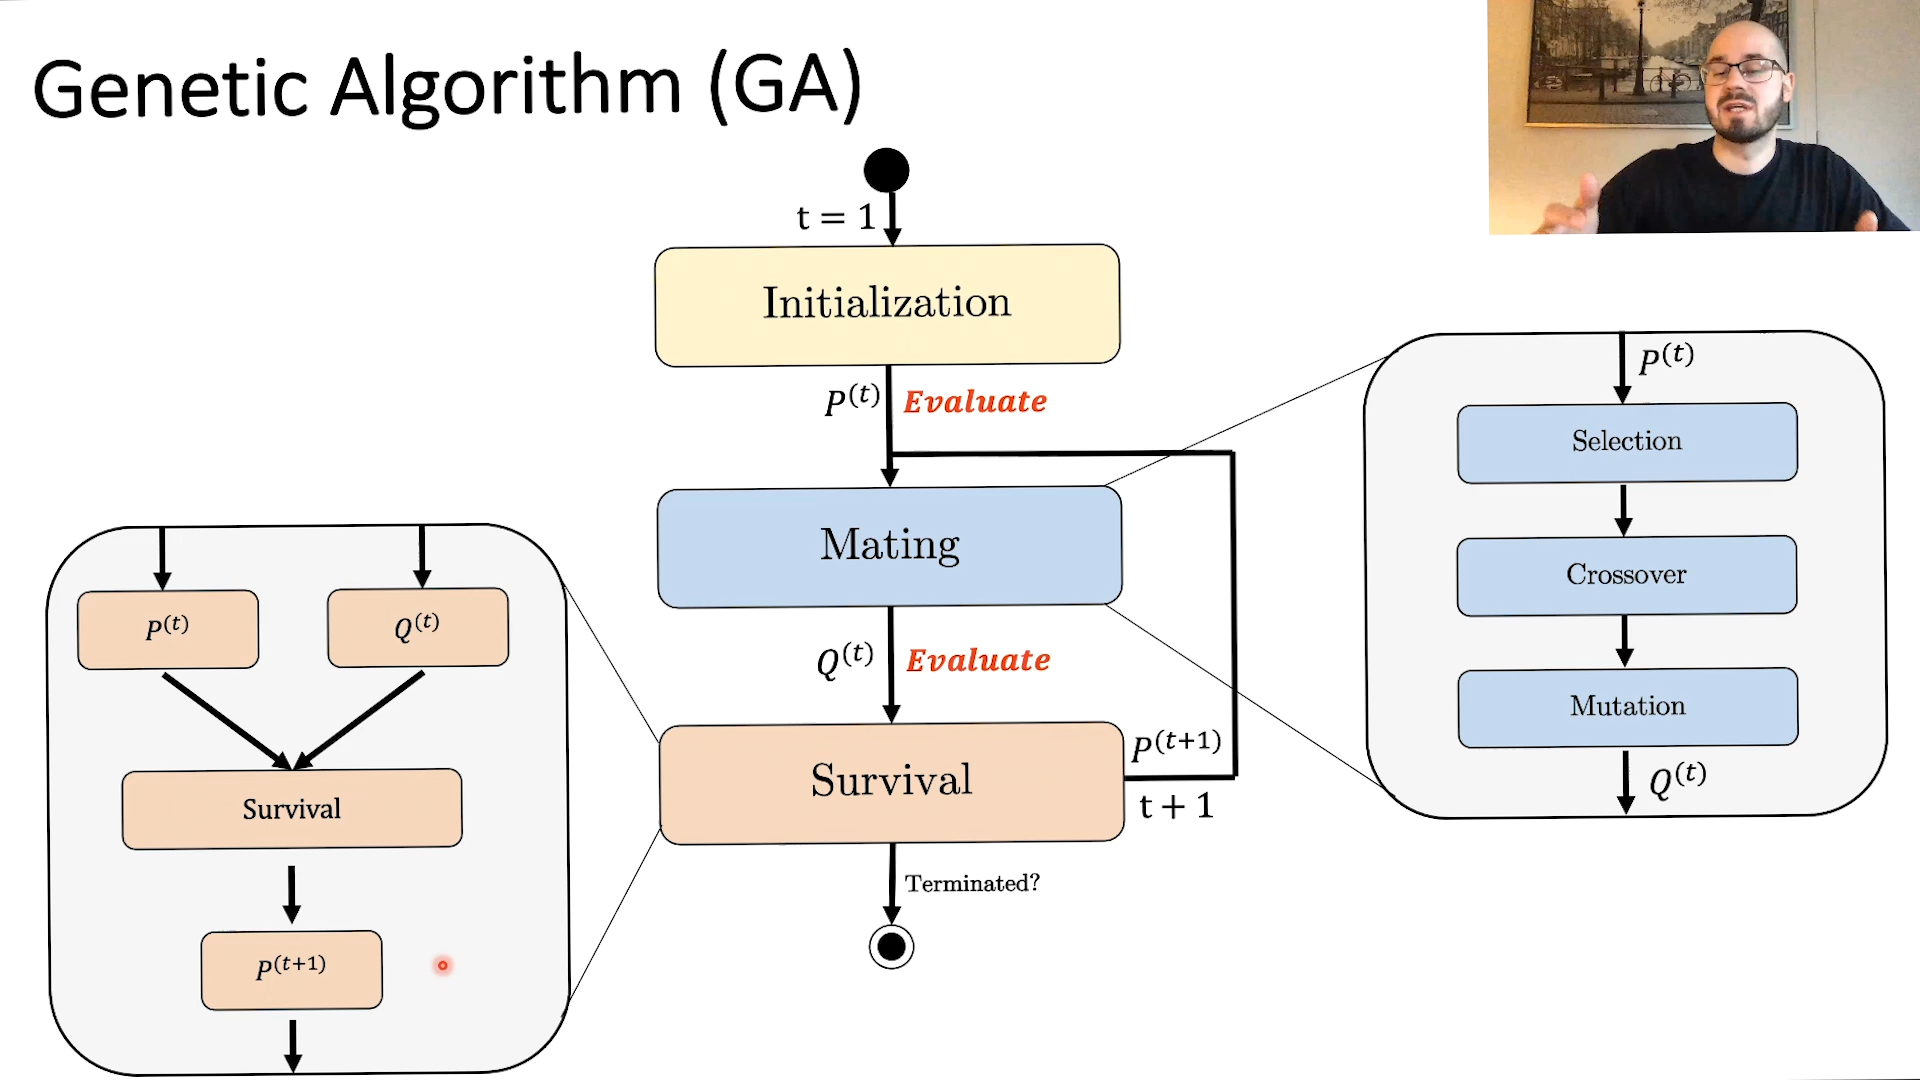 Genetic Algorithm (GA)
t = 1
Initialization
P^(t) Evaluate
Mating
Q^(t) Evaluate
Survival
P^(t+1)
t + 1
Terminated?
P^(t)
Selection
Crossover
Mutation
Q^(t)
P^(t)
Q^(t)
Survival
P^(t+1)